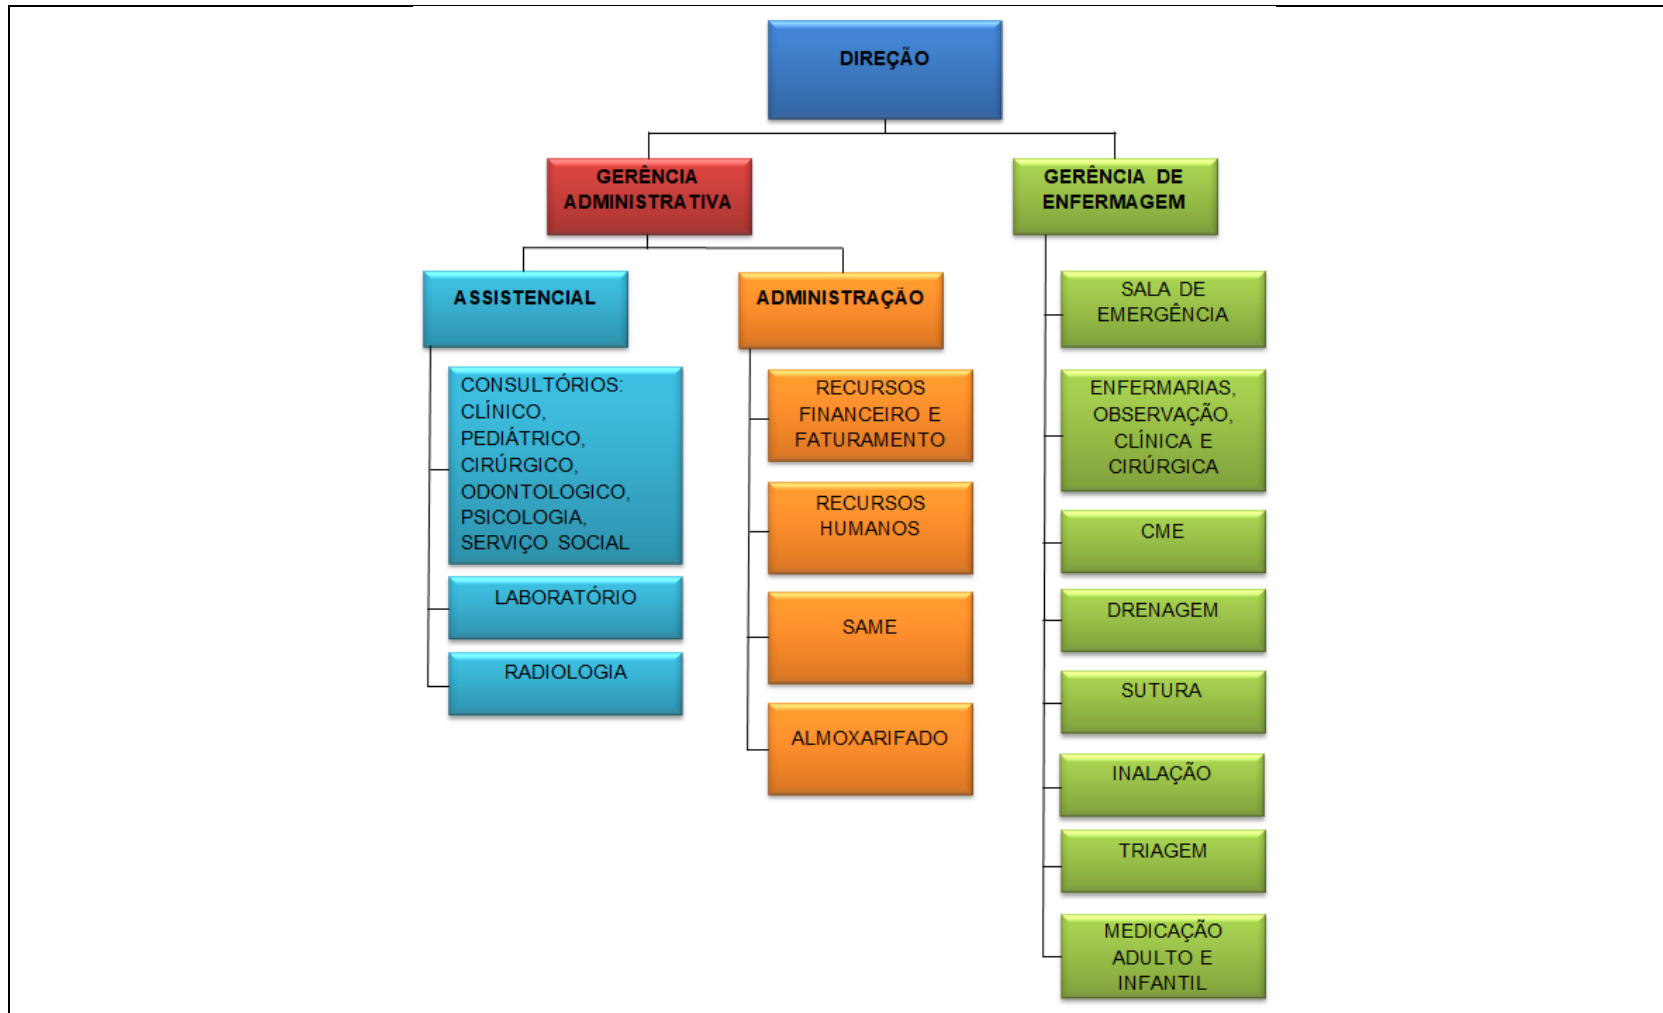 DIREÇÃO
GERÊNCIA
ADMINISTRATIVA
GERÊNCIA DE
ENFERMAGEM
ASSISTENCIAL
CONSULTÓRIOS:
CLÍNICO,
PEDIÁTRICO,
CIRÚRGICO,
ODONTOLOGICO,
PSICOLOGIA,
SERVIÇO SOCIAL
LABORATÓRIO
RADIOLOGIA
ADMINISTRAÇÃO
RECURSOS
FINANCEIRO E
FATURAMENTO
RECURSOS
HUMANOS
SAME
ALMOXARIFADO
SALA DE
EMERGÊNCIA
ENFERMARIAS,
OBSERVAÇÃO,
CLÍNICA E
CIRÚRGICA
CME
DRENAGEM
SUTURA
INALAÇÃO
TRIAGEM
MEDICAÇÃO
ADULTO E
INFANTIL